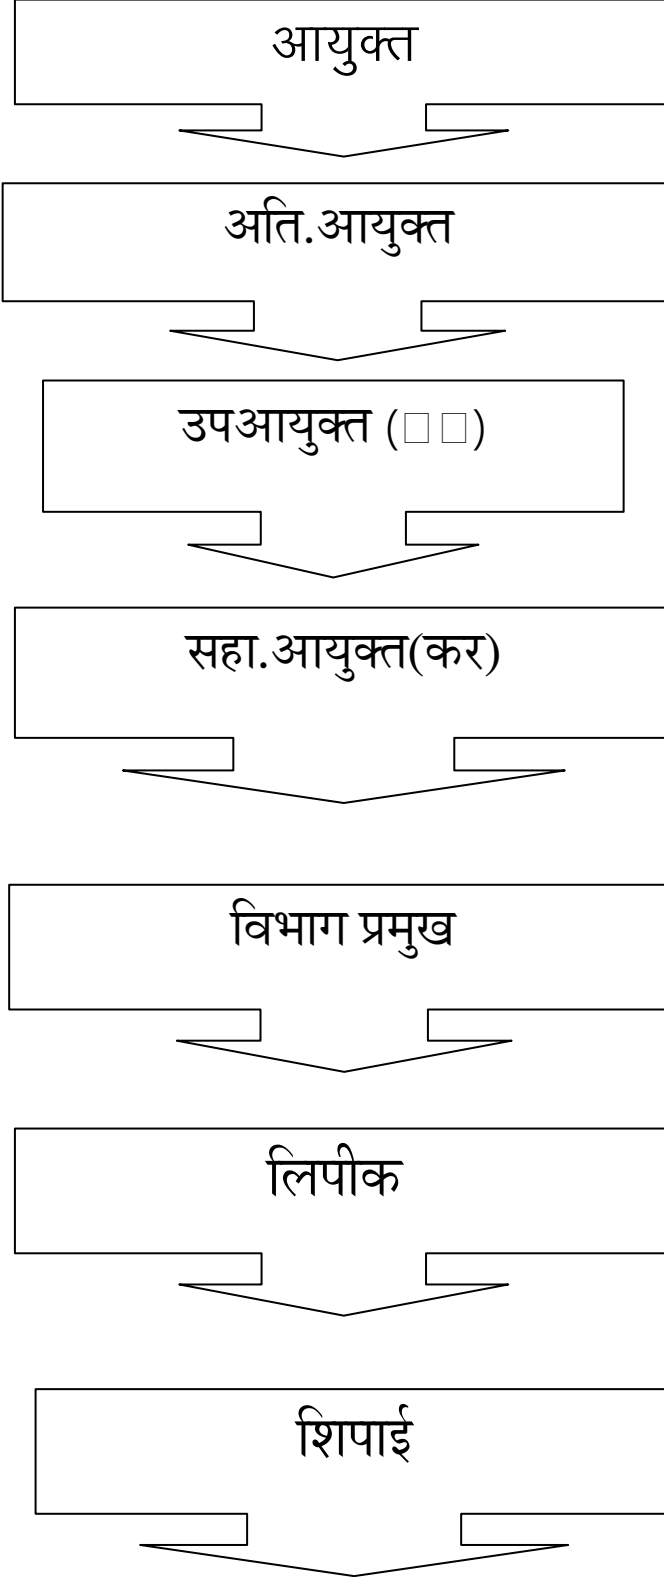 आयुक्त
अति.आयुक्त
उपआयुक्त (□□)
सहा.आयुक्त(कर)
विभाग प्रमुख
लिपीक
शिपाई